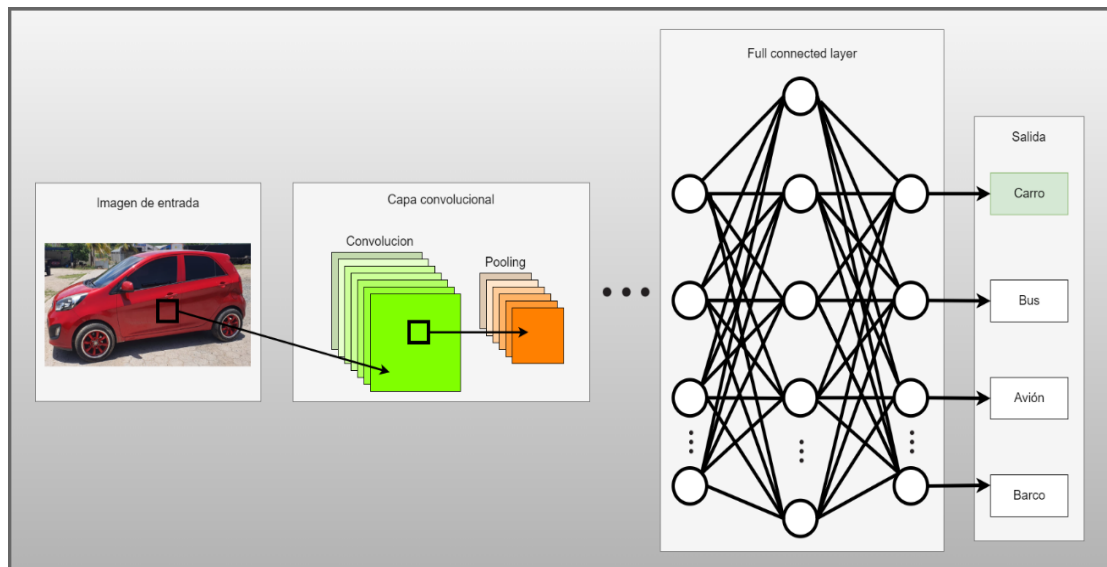 Imagen de entrada
Capa convolucional
Convolucion
Pooling
Full connected layer
Salida
Carro
Bus
Avión
Barco